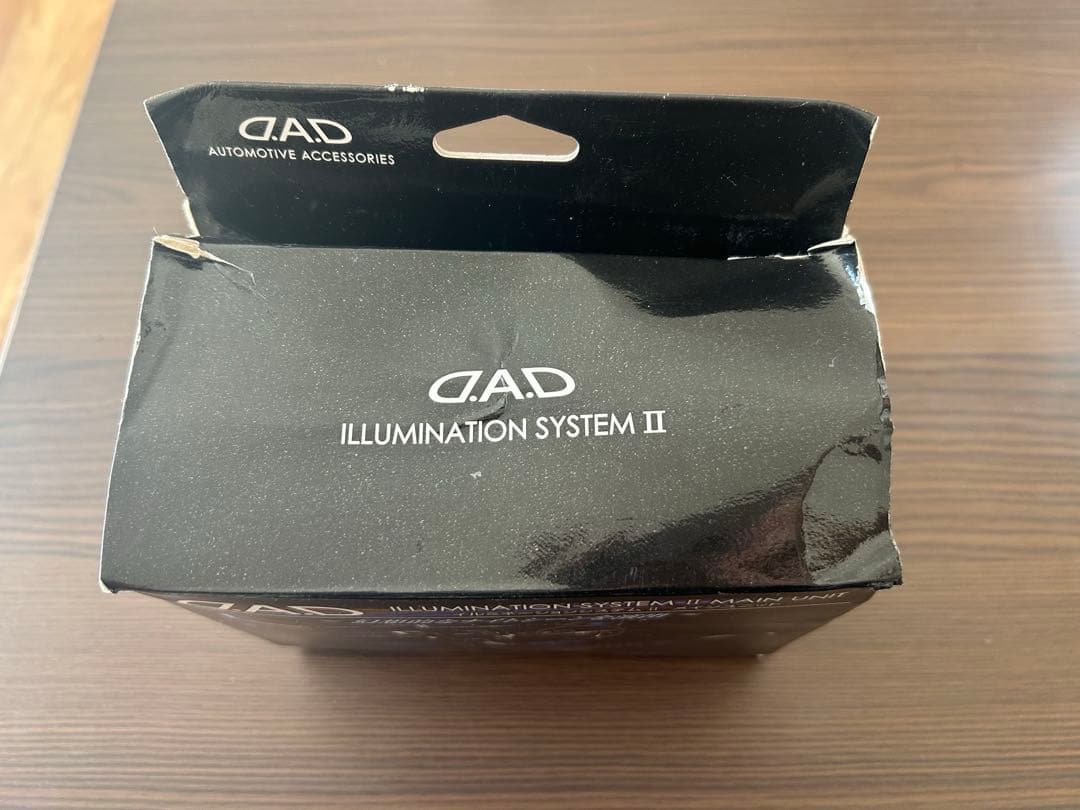 D.A.D
AUTOMOTIVE ACCESSORIES
D.A.D
ILLUMINATION SYSTEM II
D.A.D ILLUMINATION SYSTEM-II-MAIN UNIT